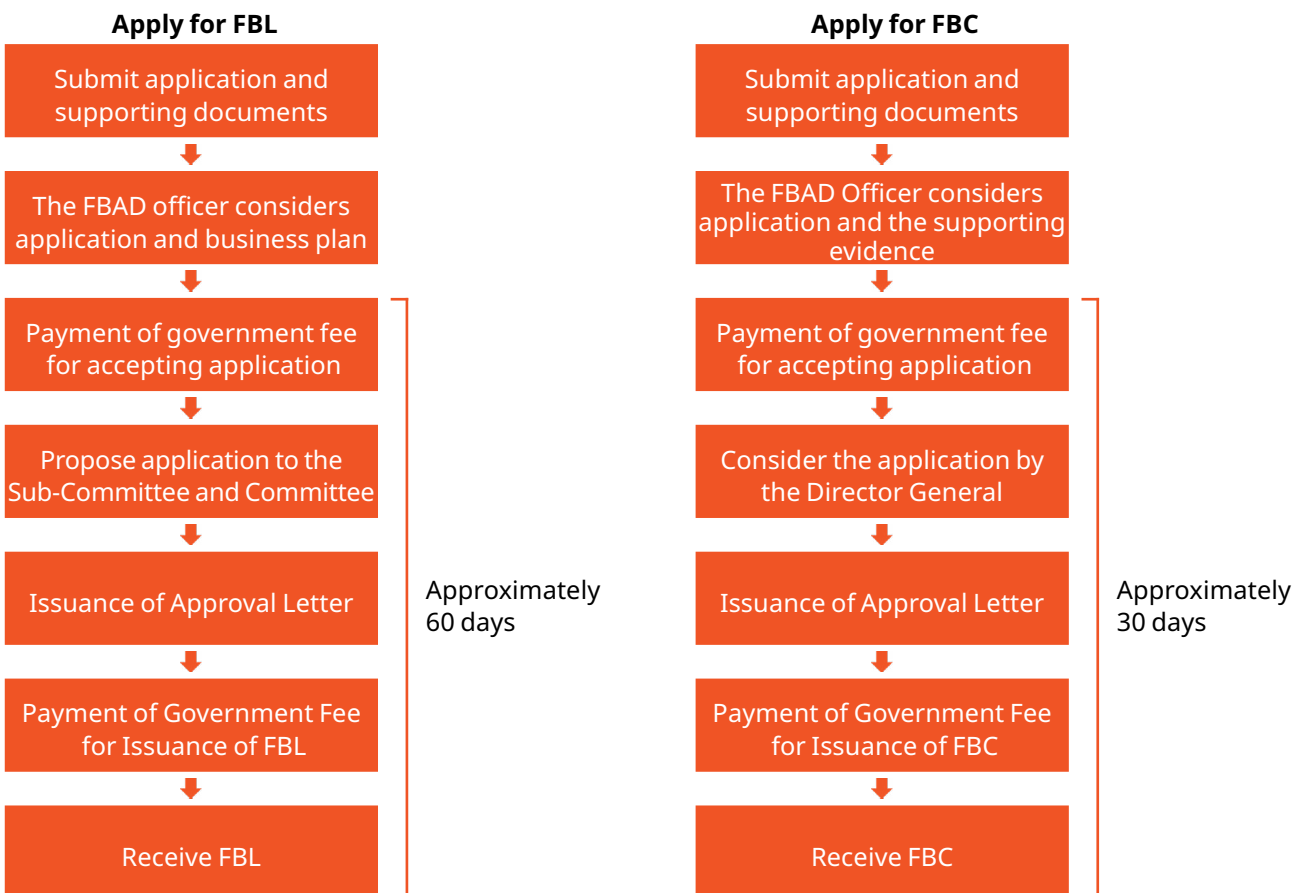 Apply for FBL
Submit application and
supporting documents
The FBAD officer considers
application and business plan
Payment of government fee
for accepting application
Propose application to the
Sub-Committee and Committee
Issuance of Approval Letter
Payment of Government Fee
for Issuance of FBL
Receive FBL
Approximately
60 days
Apply for FBC
Submit application and
supporting documents
The FBAD Officer considers
application and the supporting
evidence
Payment of government fee
for accepting application
Consider the application by
the Director General
Issuance of Approval Letter
Payment of Government Fee
for Issuance of FBC
Receive FBC
Approximately
30 days